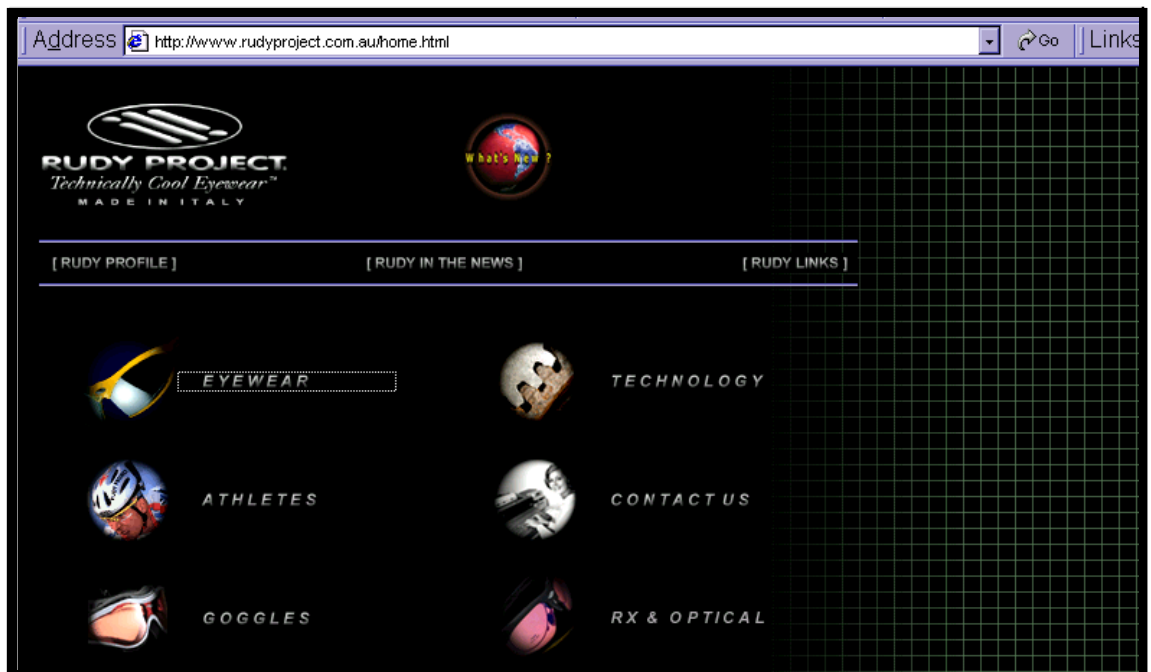 Address http://www.rudyproject.com.au/home.html Go Links
RUDY PROJECT.
Technically Cool Eyewear™
MADE IN ITALY
What's New ?
[ RUDY PROFILE ] [ RUDY IN THE NEWS ] [ RUDY LINKS ]
EYEWEAR TECHNOLOGY
ATHLETES CONTACT US
GOGGLES RX & OPTICAL